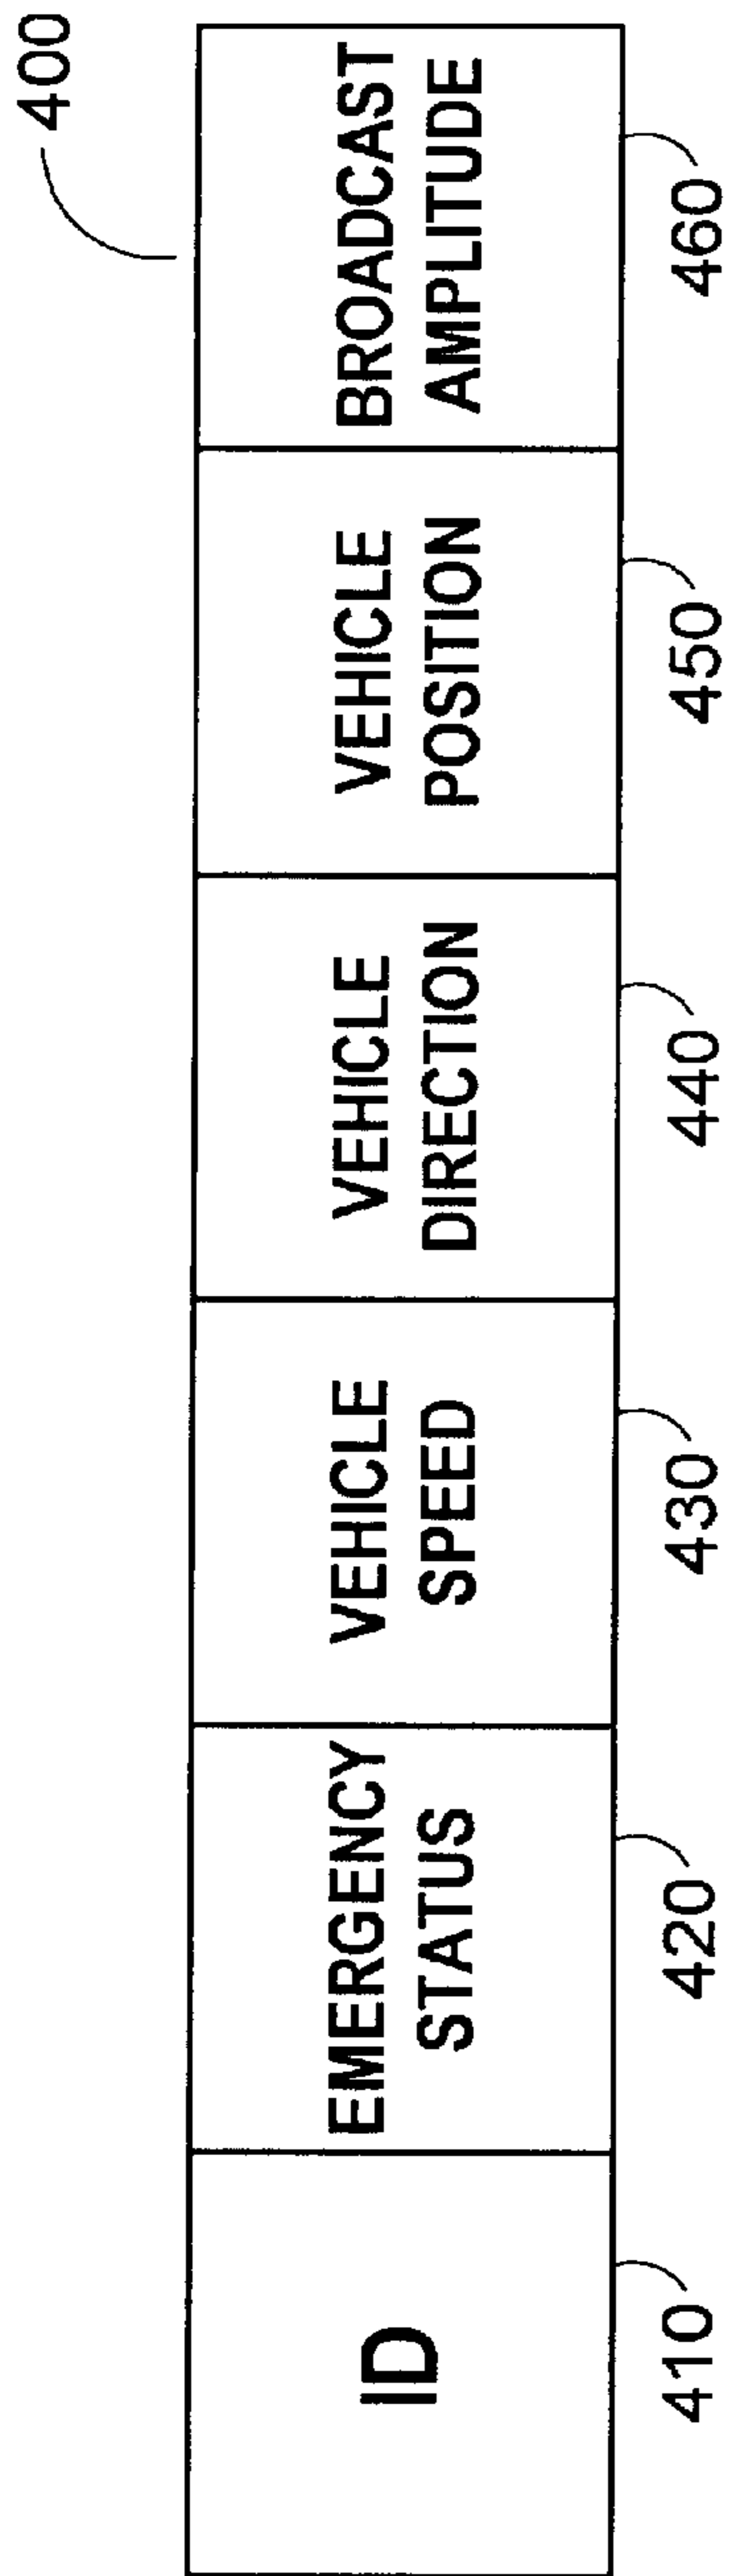 400
ID
EMERGENCY
STATUS
VEHICLE
SPEED
VEHICLE
DIRECTION
VEHICLE
POSITION
BROADCAST
AMPLITUDE
410
420
430
440
450
460